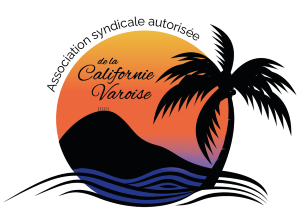 Association syndicale autorisée
de la
Californie
Varoise